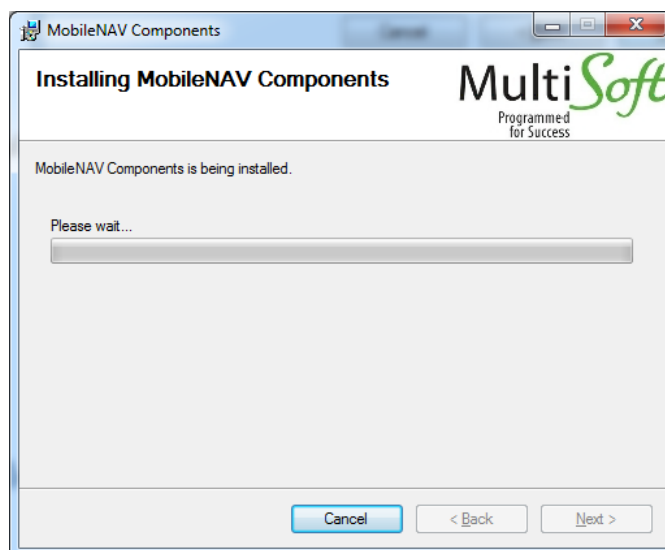 MobileNAV Components
Installing MobileNAV Components
MultiSoft
Programmed
for Success
MobileNAV Components is being installed.
Please wait...
Cancel
< Back
Next >